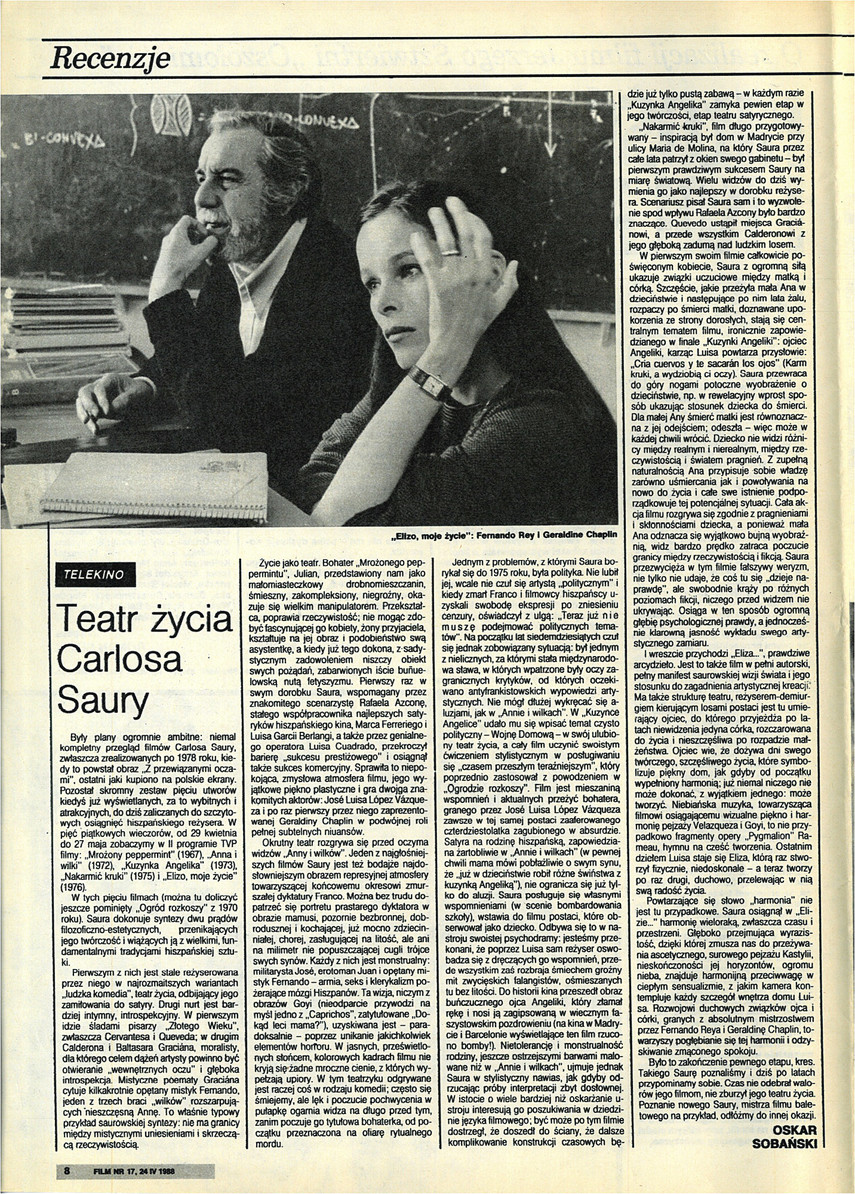 Recenzje
BI-CONVEXA
„Elizo, moje życie”: Fernando Rey i Geraldine Chaplin
TELEKINO
Teatr życia
Carlosa
Saury
Były plany ogromnie ambitne: niemal
kompletny przegląd filmów Carlosa Saury,
zwłaszcza zrealizowanych po 1978 roku, kie-
dy to powstał obraz „Z przewiązanymi ocza-
mi”, ostatni jaki kupiono na polskie ekrany.
Pozostał skromny zestaw pięciu utworów
kiedyś już wyświetlanych, za to wybitnych i
atrakcyjnych, do dziś zaliczanych do szczyto-
wych osiągnięć hiszpańskiego reżysera. W
pięć piątkowych wieczorów, od 29 kwietnia
do 27 maja zobaczymy w II programie TVP
filmy: „Mrożony peppermint” (1967), „Anna i
wilki” (1972), „Kuzynka Angelika” (1973),
„Nakarmić kruki” (1975) i „Elizo, moje życie”
(1976).
W tych pięciu filmach (można tu doliczyć
jeszcze pominięty „Ogród rozkoszy” z 1970
roku) Saura dokonuje syntezy dwu prądów
filozoficzno-estetycznych, przenikających
jego twórczość i wiążących ją z wielkimi, fun-
damentalnymi tradycjami hiszpańskiej sztu-
ki.
Pierwszym z nich jest stale reżyserowana
przez niego w najrozmaitszych wariantach
„ludzka komedia”, teatr życia, odbijający jego
zamiłowania do satyry. Drugi nurt jest bar-
dziej intymny, introspekcyjny. W pierwszym
idzie śladami pisarzy „Złotego Wieku”,
zwłaszcza Cervantesa i Queveda; w drugim
Calderona i Baltasara Graciána, moralisty,
dla którego celem dążeń artysty powinno być
otwieranie „wewnętrznych oczu” i głęboka
introspekcja. Mistyczne poematy Graciána
cytuje kilkakrotnie opętany mistyk Fernando,
jeden z trzech braci „wilków” rozszarpują-
cych nieszczęsną Annę. To właśnie typowy
przykład saurowskiej syntezy: nie ma granicy
między mistycznymi uniesieniami i skrzeczą-
cą rzeczywistością.
Życie jako teatr. Bohater „Mrożonego pep-
permintu”, Julian, przedstawiony nam jako
małomiasteczkowy drobnomieszczanin,
śmieszny, zakompleksiony, niegroźny, oka-
zuje się wielkim manipulatorem. Przekształ-
ca, poprawia rzeczywistość; nie mogąc zdo-
być fascynującej go kobiety, żony przyjaciela,
kształtuje na jej obraz i podobieństwo swą
asystentkę, a kiedy już tego dokona, z sady-
stycznym zadowoleniem niszczy obiekt
swych pożądań, zabarwionych iście buñue-
lowską nutą fetyszyzmu. Pierwszy raz w
swym dorobku Saura, wspomagany przez
znakomitego scenarzystę Rafaela Azconę,
stałego współpracownika najlepszych saty-
ryków hiszpańskiego kina, Marca Ferreriego i
Luisa Garcii Berlangi, a także przez genialne-
go operatora Luisa Cuadrado, przekroczył
barierę „sukcesu prestiżowego” i osiągnął
także sukces komercyjny. Sprawiła to niepo-
kojąca, zmysłowa atmosfera filmu, jego wy-
jątkowe piękno plastyczne i gra dwojga zna-
komitych aktorów: José Luisa López Vázque-
za i po raz pierwszy przez niego zaprezento-
wanej Geraldiny Chaplin w podwójnej roli
pełnej subtelnych niuansów.
Okrutny teatr rozgrywa się przed oczyma
widzów „Anny i wilków”. Jeden z najgłośniej-
szych filmów Saury jest też bodajże najdo-
słowniejszym obrazem represyjnej atmosfery
towarzyszącej końcowemu okresowi zmur-
szałej dyktatury Franco. Można bez trudu do-
patrzeć się portretu prastarego dyktatora w
obrazie mamusi, pozornie bezbronnej, dob-
rodusznej i kochającej, już mocno zdziecin-
niałej, chorej, zasługującej na litość, ale ani
na milimetr nie popuszczającej cugli trójce
swych synów. Każdy z nich jest monstrualny:
militarysta José, erotoman Juan i opętany mi-
styk Fernando – armia, seks i klerykalizm po-
żerające mózgi Hiszpanów. Ta wizja, niczym z
obrazów Goyi (nieodparcie przywodzi na
myśl jedno z „Caprichos”, zatytułowane „Do-
kąd leci mama?”), uzyskiwana jest – para-
doksalnie – poprzez unikanie jakichkolwiek
elementów horroru. W jasnych, prześwietlo-
nych słońcem, kolorowych kadrach filmu nie
kryją się żadne mroczne cienie, z których wy-
pełzają upiory. W tym teatrzyku odgrywane
jest raczej coś w rodzaju komedii; często się
śmiejemy, ale lęk i poczucie pochwycenia w
pułapkę ogarnia widza na długo przed tym,
zanim poczuje go tytułowa bohaterka, od po-
czątku przeznaczona na ofiarę rytualnego
mordu.
Jednym z problemów, z którymi Saura bo-
rykał się do 1975 roku, była polityka. Nie lubił
jej, wcale nie czuł się artystą „politycznym” i
kiedy zmarł Franco i filmowcy hiszpańscy u-
zyskali swobodę ekspresji po zniesieniu
cenzury, oświadczył z ulgą: „Teraz już nie
muszę podejmować politycznych tema-
tów”. Na początku lat siedemdziesiątych czuł
się jednak zobowiązany sytuacją: był jednym
z nielicznych, za którymi stała międzynarodo-
wa sława, w których wpatrzone były oczy za-
granicznych krytyków, od których oczeki-
wano antyfrankistowskich wypowiedzi arty-
stycznych. Nie mógł dłużej wykręcać się a-
luzjami, jak w „Annie i wilkach”. W „Kuzynce
Angelice” udało mu się wpisać temat czysto
polityczny – Wojnę Domową – w swój ulubio-
ny teatr życia, a cały film uczynić swoistym
ćwiczeniem stylistycznym w posługiwaniu
się „czasem przeszłym teraźniejszym”, który
poprzednio zastosował z powodzeniem w
„Ogrodzie rozkoszy”. Film jest mieszaniną
wspomnień i aktualnych przeżyć bohatera,
granego przez José Luisa López Vázqueza
zawsze w tej samej postaci zaaferowanego
czterdziestolatka zagubionego w absurdzie.
Satyra na rodzinę hiszpańską, zapowiedzia-
na żartobliwie w „Annie i wilkach” (w pewnej
chwili mama mówi pobłażliwie o swym synu,
że „już w dzieciństwie robił różne świństwa z
kuzynką Angeliką”), nie ogranicza się już tyl-
ko do aluzji. Saura posługuje się własnymi
wspomnieniami (w scenie bombardowania
szkoły), wstawia do filmu postaci, które ob-
serwował jako dziecko. Odbywa się to w na-
stroju swoistej psychodramy: jesteśmy prze-
konani, że poprzez Luisa sam reżyser oswo-
badza się z dręczących go wspomnień, prze-
de wszystkim zaś rozbraja śmiechem groźny
mit zwycięskich falangistów, ośmieszanych
tu bez litości. Do historii kina przeszedł obraz
buńczucznego ojca Angeliki, który złamał
rękę i nosi ją zagipsowaną w wiecznym fa-
szystowskim pozdrowieniu (na kina w Madry-
cie i Barcelonie wyświetlające ten film rzuco-
no bomby!). Nietolerancję i monstrualność
rodziny, jeszcze ostrzejszymi barwami malo-
wane niż w „Annie i wilkach”, ujmuje jednak
Saura w stylistyczny nawias, jak gdyby od-
rzucając próby interpretacji zbyt dosłownej.
W istocie o wiele bardziej niż oskarżanie u-
stroju interesują go poszukiwania w dziedzi-
nie języka filmowego; być może po tym filmie
dostrzegł, że doszedł do ściany, że dalsze
komplikowanie konstrukcji czasowych bę-
dzie już tylko pustą zabawą – w każdym razie
„Kuzynka Angelika” zamyka pewien etap w
jego twórczości, etap teatru satyrycznego.
„Nakarmić kruki”, film długo przygotowy-
wany – inspiracją był dom w Madrycie przy
ulicy Maria de Molina, na który Saura przez
całe lata patrzył z okien swego gabinetu – był
pierwszym prawdziwym sukcesem Saury na
miarę światową. Wielu widzów do dziś wy-
mienia go jako najlepszy w dorobku reżyse-
ra. Scenariusz pisał Saura sam i to wyzwole-
nie spod wpływu Rafaela Azcony było bardzo
znaczące. Quevedo ustąpił miejsca Graciá-
nowi, a przede wszystkim Calderonowi z
jego głęboką zadumą nad ludzkim losem.
W pierwszym swoim filmie całkowicie po-
święconym kobiecie, Saura z ogromną siłą
ukazuje związki uczuciowe między matką i
córką. Szczęście, jakie przeżyła mała Ana w
dzieciństwie i następujące po nim lata żalu,
rozpaczy po śmierci matki, doznawane upo-
korzenia ze strony dorosłych, stają się cen-
tralnym tematem filmu, ironicznie zapowie-
dzianego w finale „Kuzynki Angeliki”: ojciec
Angeliki, karząc Luisa powtarza przysłowie:
„Cria cuervos y te sacarán los ojos” (Karm
kruki, a wydziobią ci oczy). Saura przewraca
do góry nogami potoczne wyobrażenie o
dzieciństwie, np. w rewelacyjny wprost spo-
sób ukazując stosunek dziecka do śmierci.
Dla małej Any śmierć matki jest równoznacz-
na z jej odejściem; odeszła – więc może w
każdej chwili wrócić. Dziecko nie widzi różni-
cy między realnym i nierealnym, między rze-
czywistością i światem pragnień. Z zupełną
naturalnością Ana przypisuje sobie władzę
zarówno uśmiercania jak i powoływania na
nowo do życia i całe swe istnienie podpo-
rządkowuje tej potencjalnej sytuacji. Cała ak-
cja filmu rozgrywa się zgodnie z pragnieniami
i skłonnościami dziecka, a ponieważ mała
Ana odznacza się wyjątkowo bujną wyobraź-
nią, widz bardzo prędko zatraca poczucie
granicy między rzeczywistością i fikcją. Saura
przezwycięża w tym filmie fałszywy weryzm,
nie tylko nie udaje, że coś tu się „dzieje na-
prawdę”, ale swobodnie krąży po różnych
poziomach fikcji, niczego przed widzem nie
ukrywając. Osiąga w ten sposób ogromną
głębię psychologicznej prawdy, a jednocześ-
nie klarowną jasność wykładu swego arty-
stycznego zamiaru.
I wreszcie przychodzi „Eliza...”, prawdziwe
arcydzieło. Jest to także film w pełni autorski,
pełny manifest saurowskiej wizji świata i jego
stosunku do zagadnienia artystycznej kreacji.
Ma także strukturę teatru, reżyserem-demiur-
giem kierującym losami postaci jest tu umie-
rający ojciec, do którego przyjeżdża po la-
tach niewidzenia jedyna córka, rozczarowana
do życia i nieszczęśliwa po rozpadzie mał-
żeństwa. Ojciec wie, że dożywa dni swego
twórczego, szczęśliwego życia, które symbo-
lizuje piękny dom, jak gdyby od początku
wypełniony harmonią; już niemal niczego nie
może dokonać, z wyjątkiem jednego: może
tworzyć. Niebiańska muzyka, towarzysząca
filmowi osiągającemu wizualne piękno i har-
monię pejzaży Velazqueza i Goyi, to nie przy-
padkowo fragmenty opery „Pygmalion” Ra-
meau, hymnu na cześć tworzenia. Ostatnim
dziełem Luisa staje się Eliza, którą raz stwo-
rzył fizycznie, niedoskonale – a teraz tworzy
po raz drugi, duchowo, przelewając w nią
swą radość życia.
Powtarzające się słowo „harmonia” nie
jest tu przypadkowe. Saura osiągnął w „Eli-
zie...” harmonię wieloraką, zwłaszcza czasu i
przestrzeni. Głęboko przejmująca wyrazis-
tość, dzięki której zmusza nas do przeżywa-
nia ascetycznego, surowego pejzażu Kastylii,
nieskończoności jej horyzontów, ogromu
nieba, znajduje harmonijną przeciwwagę w
ciepłym sensualizmie, z jakim kamera kon-
templuje każdy szczegół wnętrza domu Lui-
sa. Rozwojowi duchowych związków ojca i
córki, granych z absolutnym mistrzostwem
przez Fernando Reya i Geraldinę Chaplin, to-
warzyszy pogłębianie się tej harmonii i odzy-
skiwanie zmąconego spokoju.
Było to zakończenie pewnego etapu, kres.
Takiego Saurę poznaliśmy i dziś po latach
przypominamy sobie. Czas nie odebrał walo-
rów jego filmom, nie zburzył jego teatru życia.
Poznanie nowego Saury, mistrza filmu bale-
towego na przykład, odłóżmy do innej okazji.
OSKAR
SOBAŃSKI
8 FILM NR 17, 24 IV 1988